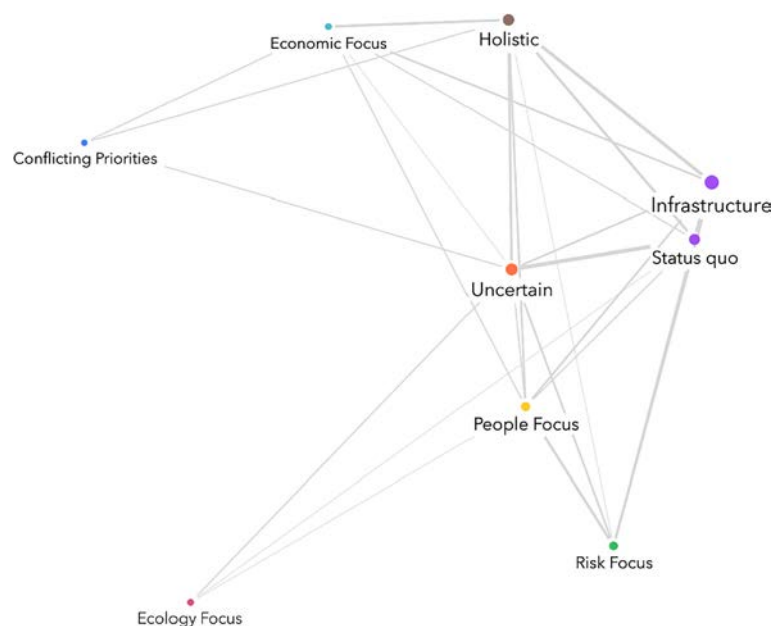 Economic Focus
Holistic
Conflicting Priorities
Infrastructure
Status quo
Uncertain
People Focus
Risk Focus
Ecology Focus